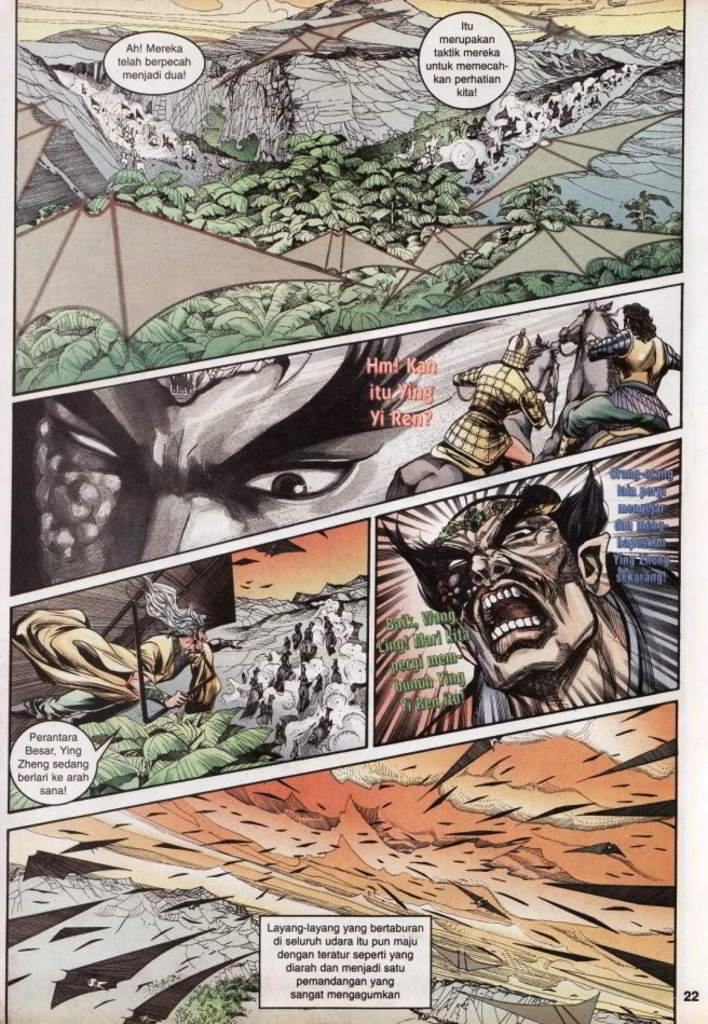 Ah! Mereka
telah berpecah
menjadi dua!
Itu
merupakan
taktik mereka
untuk memecah-
kan perhatian
kita!
Hm! Kan
itu Ying
Yi Ren?
Perantara
Besar, Ying
Zheng sedang
berlari ke arah
sana!
Orang-orang
lain pergi
mengejar
dan
Ying Zheng
sekarang!
Baik, Wing
Ling! Mari kita
pergi mem-
bunuh Ying
Yi Ren itu!
Layang-layang yang bertaburan
di seluruh udara itu pun maju
dengan teratur seperti yang
diarah dan menjadi satu
pemandangan yang
sangat mengagumkan
22